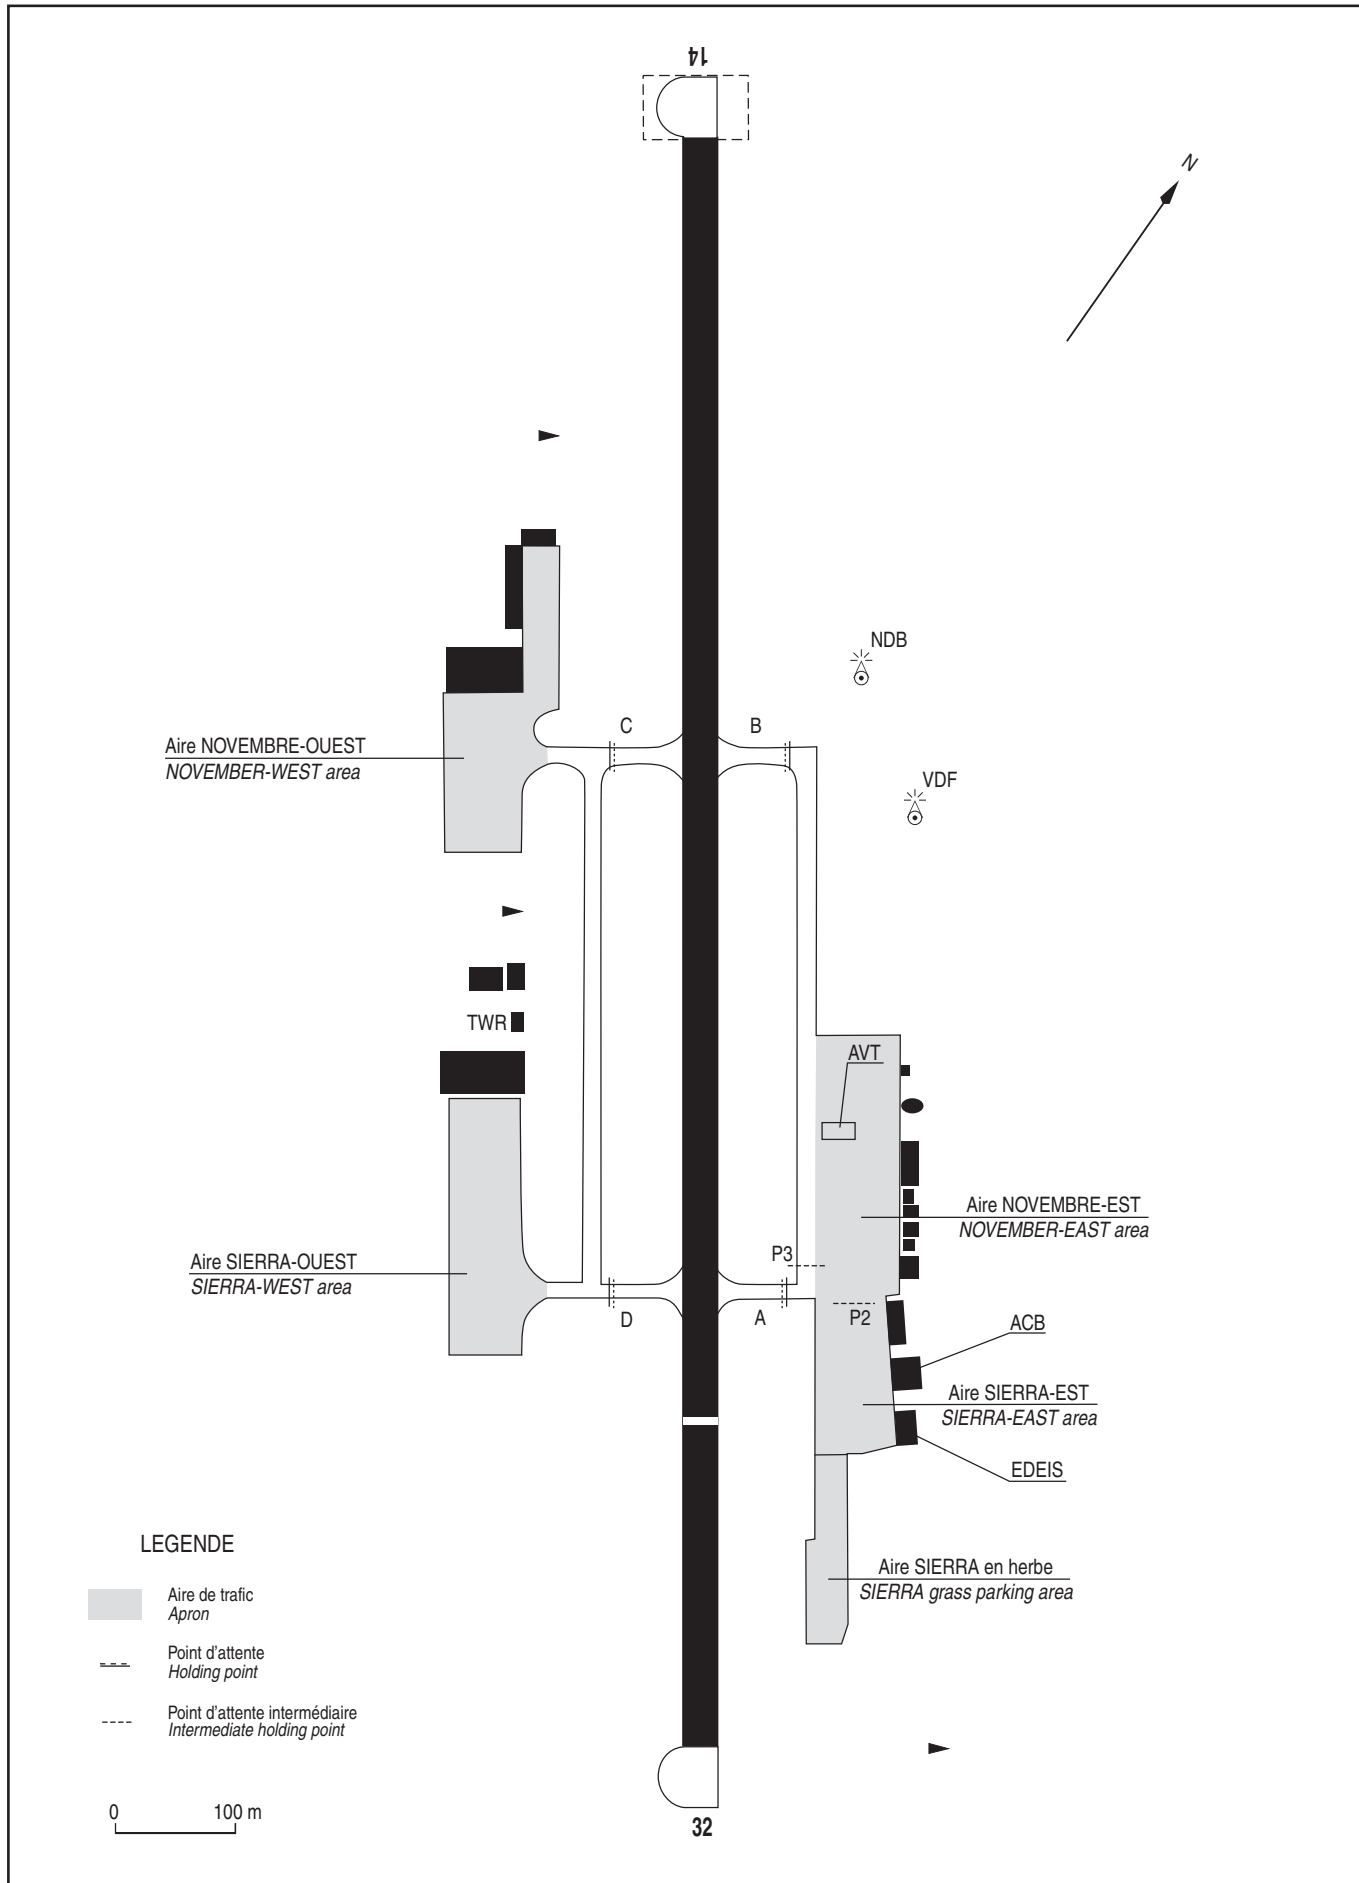 14
N
NDB
C
B
Aire NOVEMBRE-OUEST
NOVEMBER-WEST area
VDF
TWR
AVT
Aire NOVEMBRE-EST
NOVEMBER-EAST area
P3
Aire SIERRA-OUEST
SIERRA-WEST area
D
A
P2
ACB
Aire SIERRA-EST
SIERRA-EAST area
EDEIS
LEGENDE
Aire de trafic
Apron
Aire SIERRA en herbe
SIERRA grass parking area
Point d'attente
Holding point
Point d'attente intermédiaire
Intermediate holding point
0 100 m
32